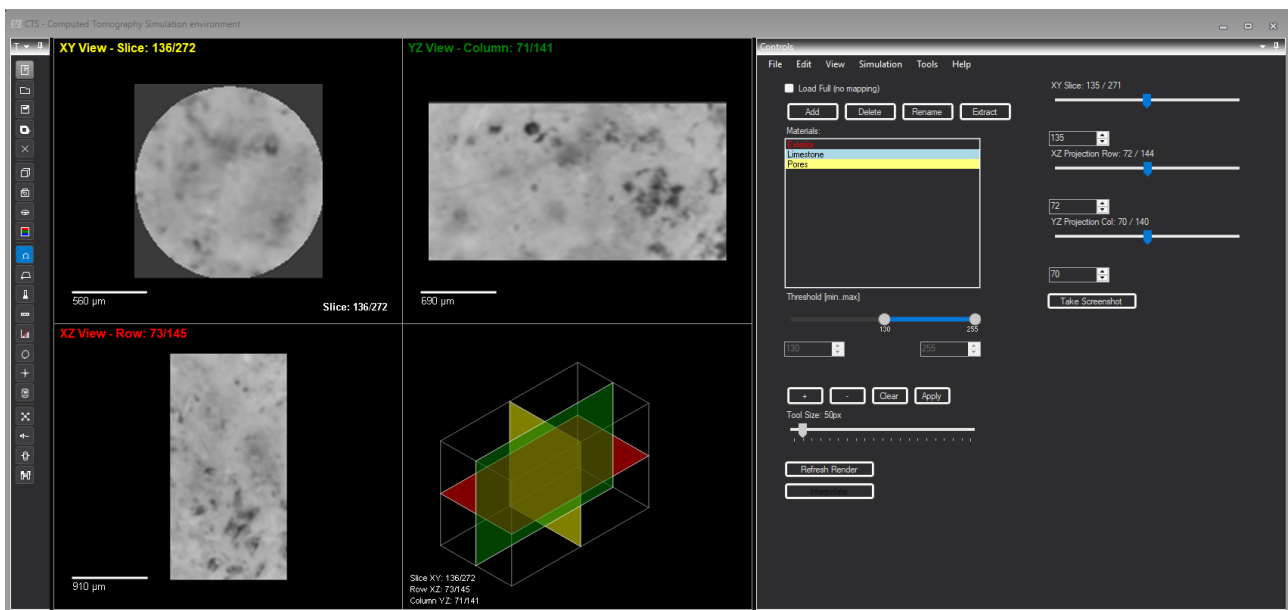 CTS - Computed Tomography Simulation environment
T
XY View - Slice: 136/272
560 µm
Slice: 136/272
YZ View - Column: 71/141
690 µm
XZ View - Row: 73/145
910 µm
Slice XY: 136/272
Row XZ: 73/145
Column YZ: 71/141
Controls
File Edit View Simulation Tools Help
Load Full (no mapping)
Add Delete Rename Extract
Materials:
Exterior
Limestone
Pores
Threshold [min..max]
130 255
130 255
+ - Clear Apply
Tool Size: 50px
Refresh Render
Interpolate
XY Slice: 135 / 271
135
XZ Projection Row: 72 / 144
72
YZ Projection Col: 70 / 140
70
Take Screenshot